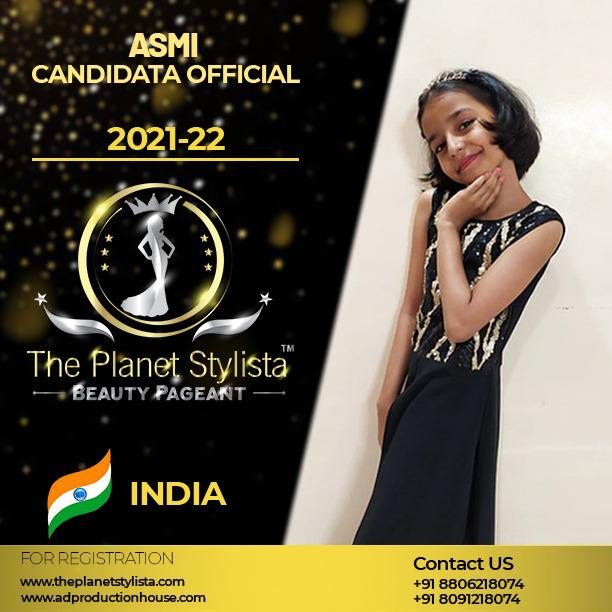 ASMI
CANDIDATA OFFICIAL
2021-22
The Planet Stylista™
BEAUTY PAGEANT
INDIA
FOR REGISTRATION
www.theplanetstylista.com
www.adproductionhouse.com
Contact US
+91 8806218074
+91 8091218074